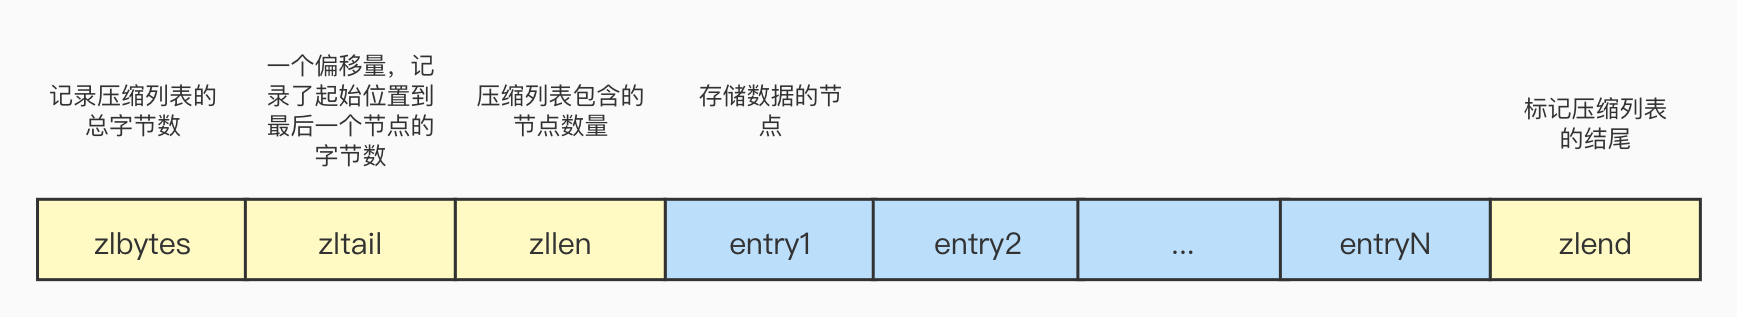 记录压缩列表的
总字节数
一个偏移量，记
录了起始位置到
最后一个节点的
字节数
压缩列表包含的
节点数量
存储数据的节
点
标记压缩列表
的结尾
zlbytes
zltail
zllen
entry1
entry2
...
entryN
zlend